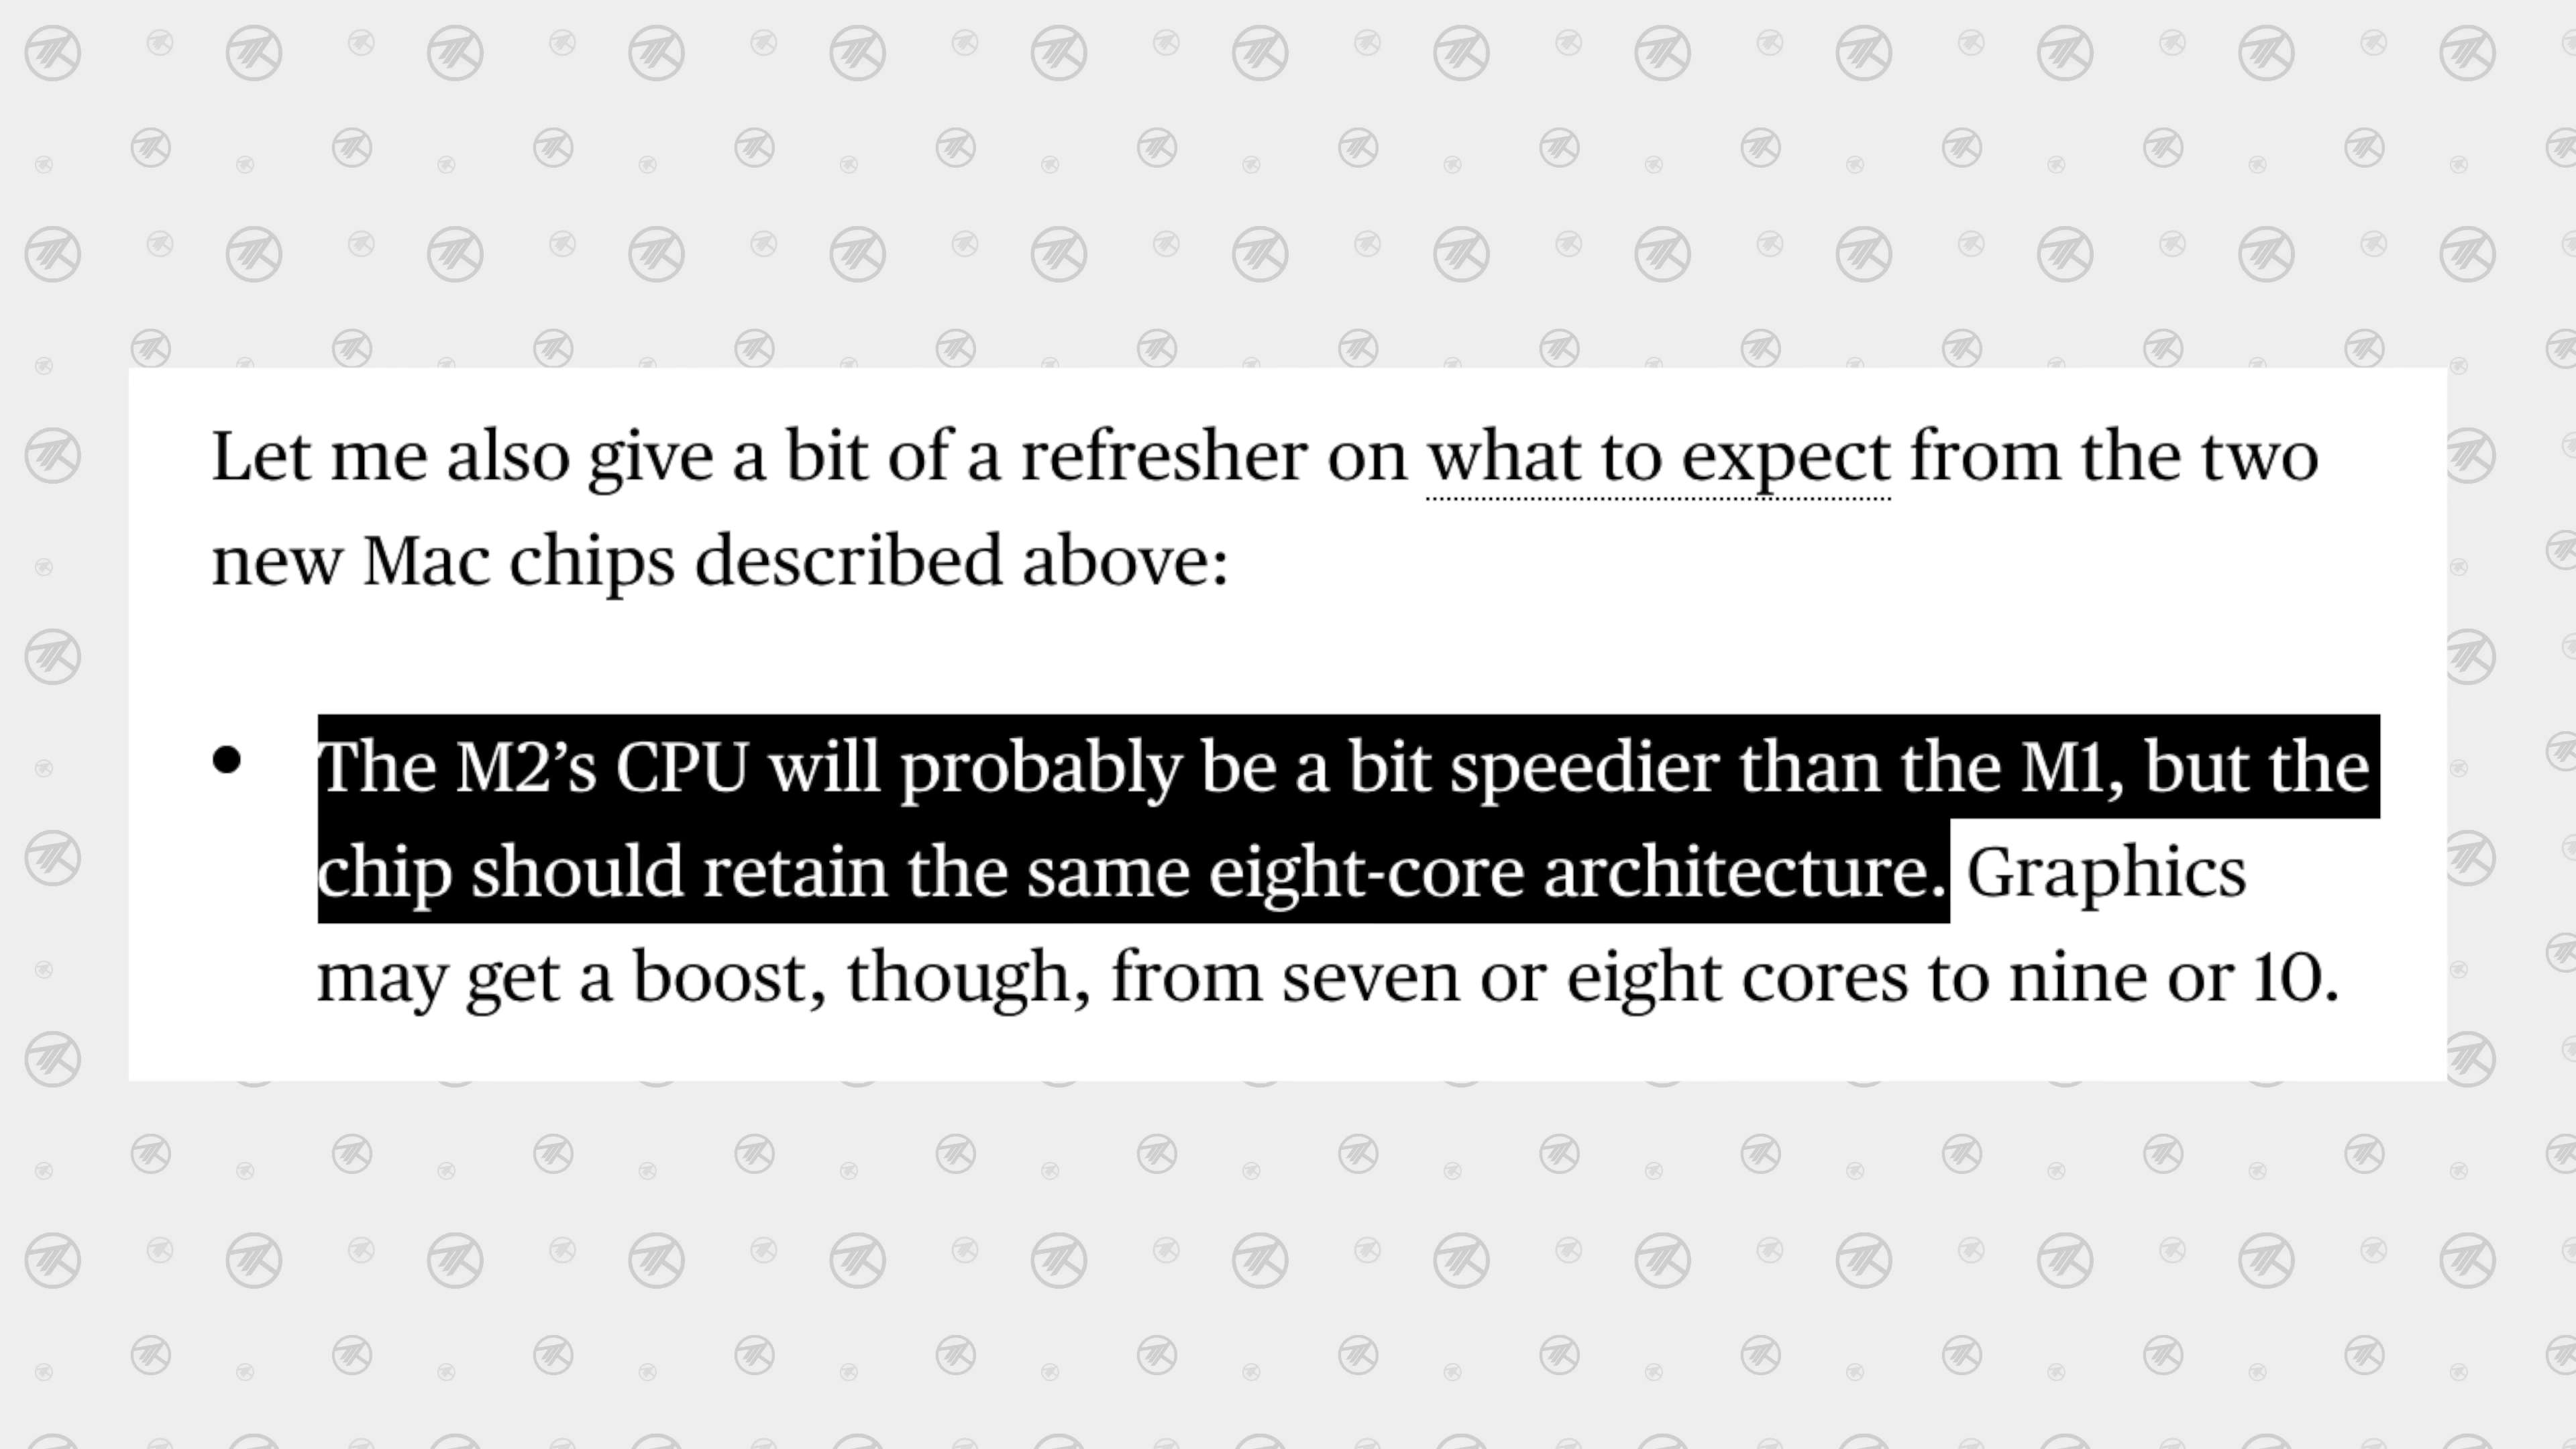 Let me also give a bit of a refresher on what to expect from the two
new Mac chips described above:
• The M2’s CPU will probably be a bit speedier than the M1, but the
chip should retain the same eight-core architecture. Graphics
may get a boost, though, from seven or eight cores to nine or 10.